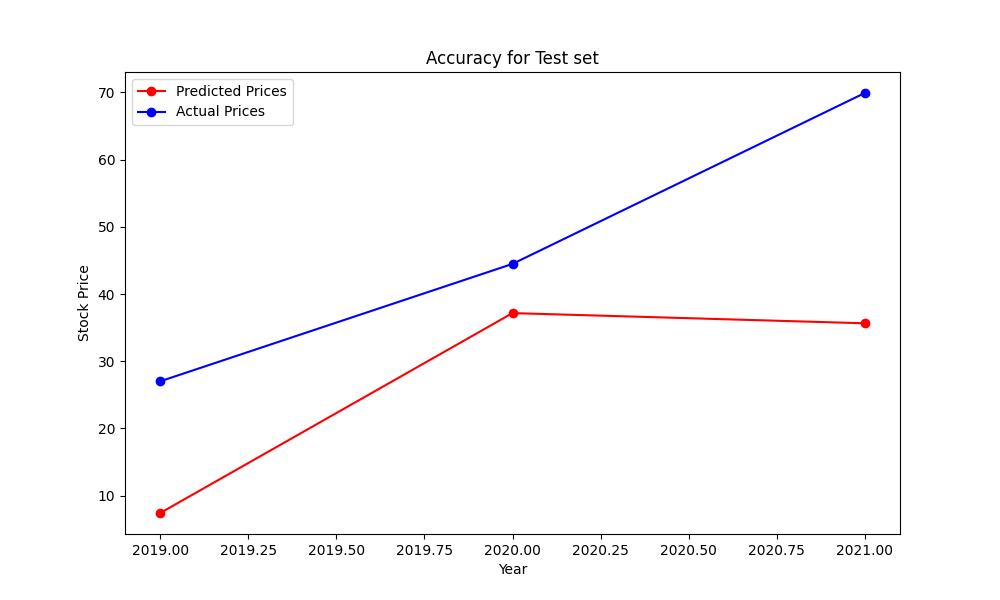 Accuracy for Test set
Predicted Prices
Actual Prices
Stock Price
70
60
50
40
30
20
10
2019.00 2019.25 2019.50 2019.75 2020.00 2020.25 2020.50 2020.75 2021.00
Year